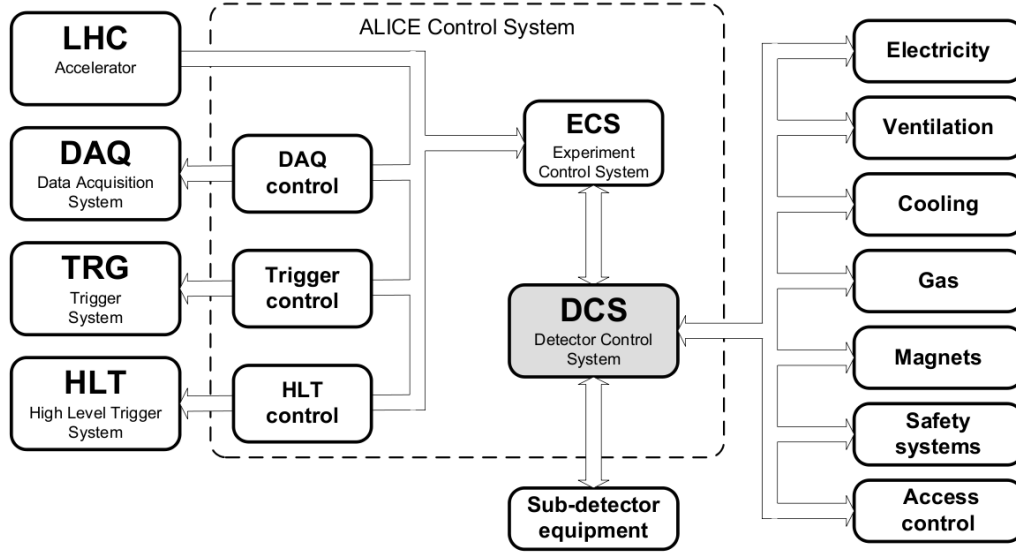 ALICE Control System
LHC
Accelerator
DAQ
Data Acquisition
System
TRG
Trigger
System
HLT
High Level Trigger
System
DAQ
control
Trigger
control
HLT
control
ECS
Experiment
Control System
DCS
Detector Control
System
Sub-detector
equipment
Electricity
Ventilation
Cooling
Gas
Magnets
Safety
systems
Access
control